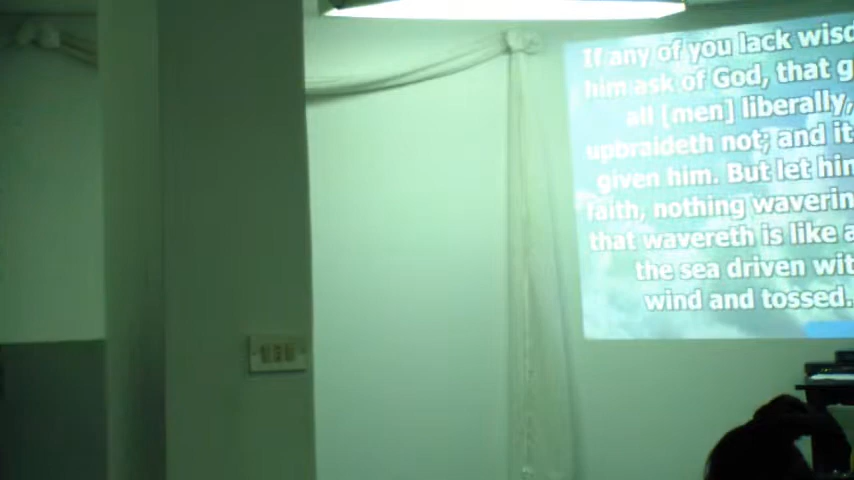 If any of you lack wisd
him ask of God, that g
all [men] liberally,
upbraideth not; and it
given him. But let him
faith, nothing waverin
that wavereth is like a
the sea driven wit
wind and tossed.